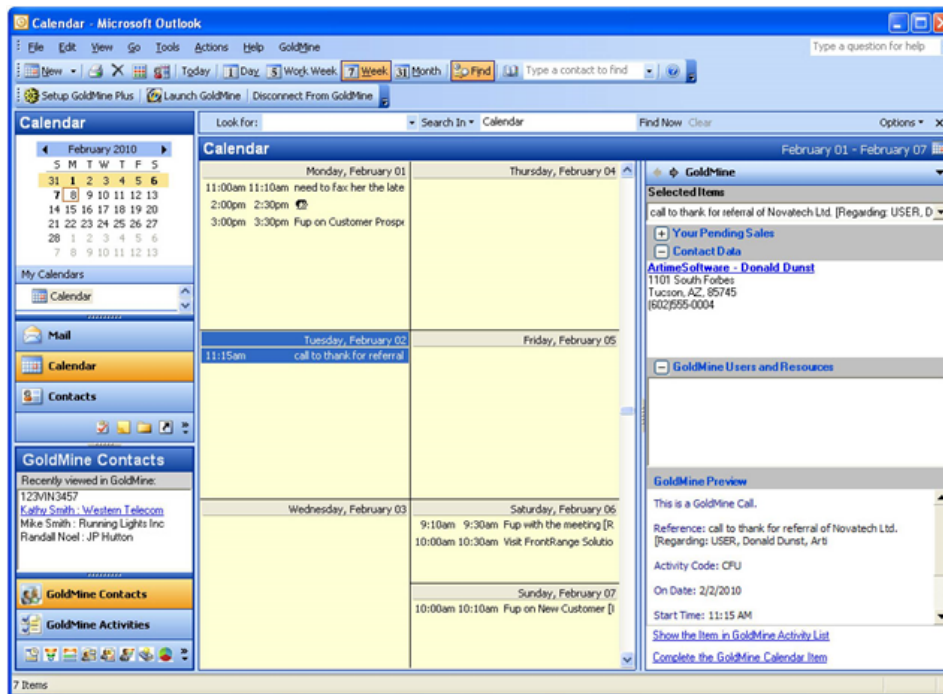 Calendar - Microsoft Outlook
File Edit View Go Tools Actions Help GoldMine
Type a question for help
New Today 1 Day 5 Work Week 7 Week 31 Month Find Type a contact to find
Setup GoldMine Plus Launch GoldMine Disconnect From GoldMine
Calendar
Look for: Search In Calendar Find Now Clear Options
February 2010
S M T W T F S
31 1 2 3 4 5 6
7 8 9 10 11 12 13
14 15 16 17 18 19 20
21 22 23 24 25 26 27
28 1 2 3 4 5 6
7 8 9 10 11 12 13
My Calendars
Calendar
Mail
Calendar
Contacts
GoldMine Contacts
Recently viewed in GoldMine:
123VIN3457
Kathy Smith : Western Telecom
Mike Smith : Running Lights Inc
Randall Noel : JP Hutton
GoldMine Contacts
GoldMine Activities
Calendar
February 01 - February 07
Monday, February 01
11:00am 11:10am need to fax her the late
2:00pm 2:30pm
3:00pm 3:30pm Fup on Customer Prospe
Tuesday, February 02
11:15am call to thank for referral
Wednesday, February 03
Thursday, February 04
Friday, February 05
Saturday, February 06
9:10am 9:30am Fup with the meeting [R
10:00am 10:30am Visit FrontRange Solutio
Sunday, February 07
10:00am 10:10am Fup on New Customer [
GoldMine
Selected Items
call to thank for referral of Novatech Ltd. [Regarding: USER, D
Your Pending Sales
Contact Data
ArtimeSoftware - Donald Dunst
1101 South Forbes
Tucson, AZ, 85745
(602)555-0004
GoldMine Users and Resources
GoldMine Preview
This is a GoldMine Call.
Reference: call to thank for referral of Novatech Ltd.
[Regarding: USER, Donald Dunst, Arti
Activity Code: CFU
On Date: 2/2/2010
Start Time: 11:15 AM
Show the Item in GoldMine Activity List
Complete the GoldMine Calendar Item
7 Items